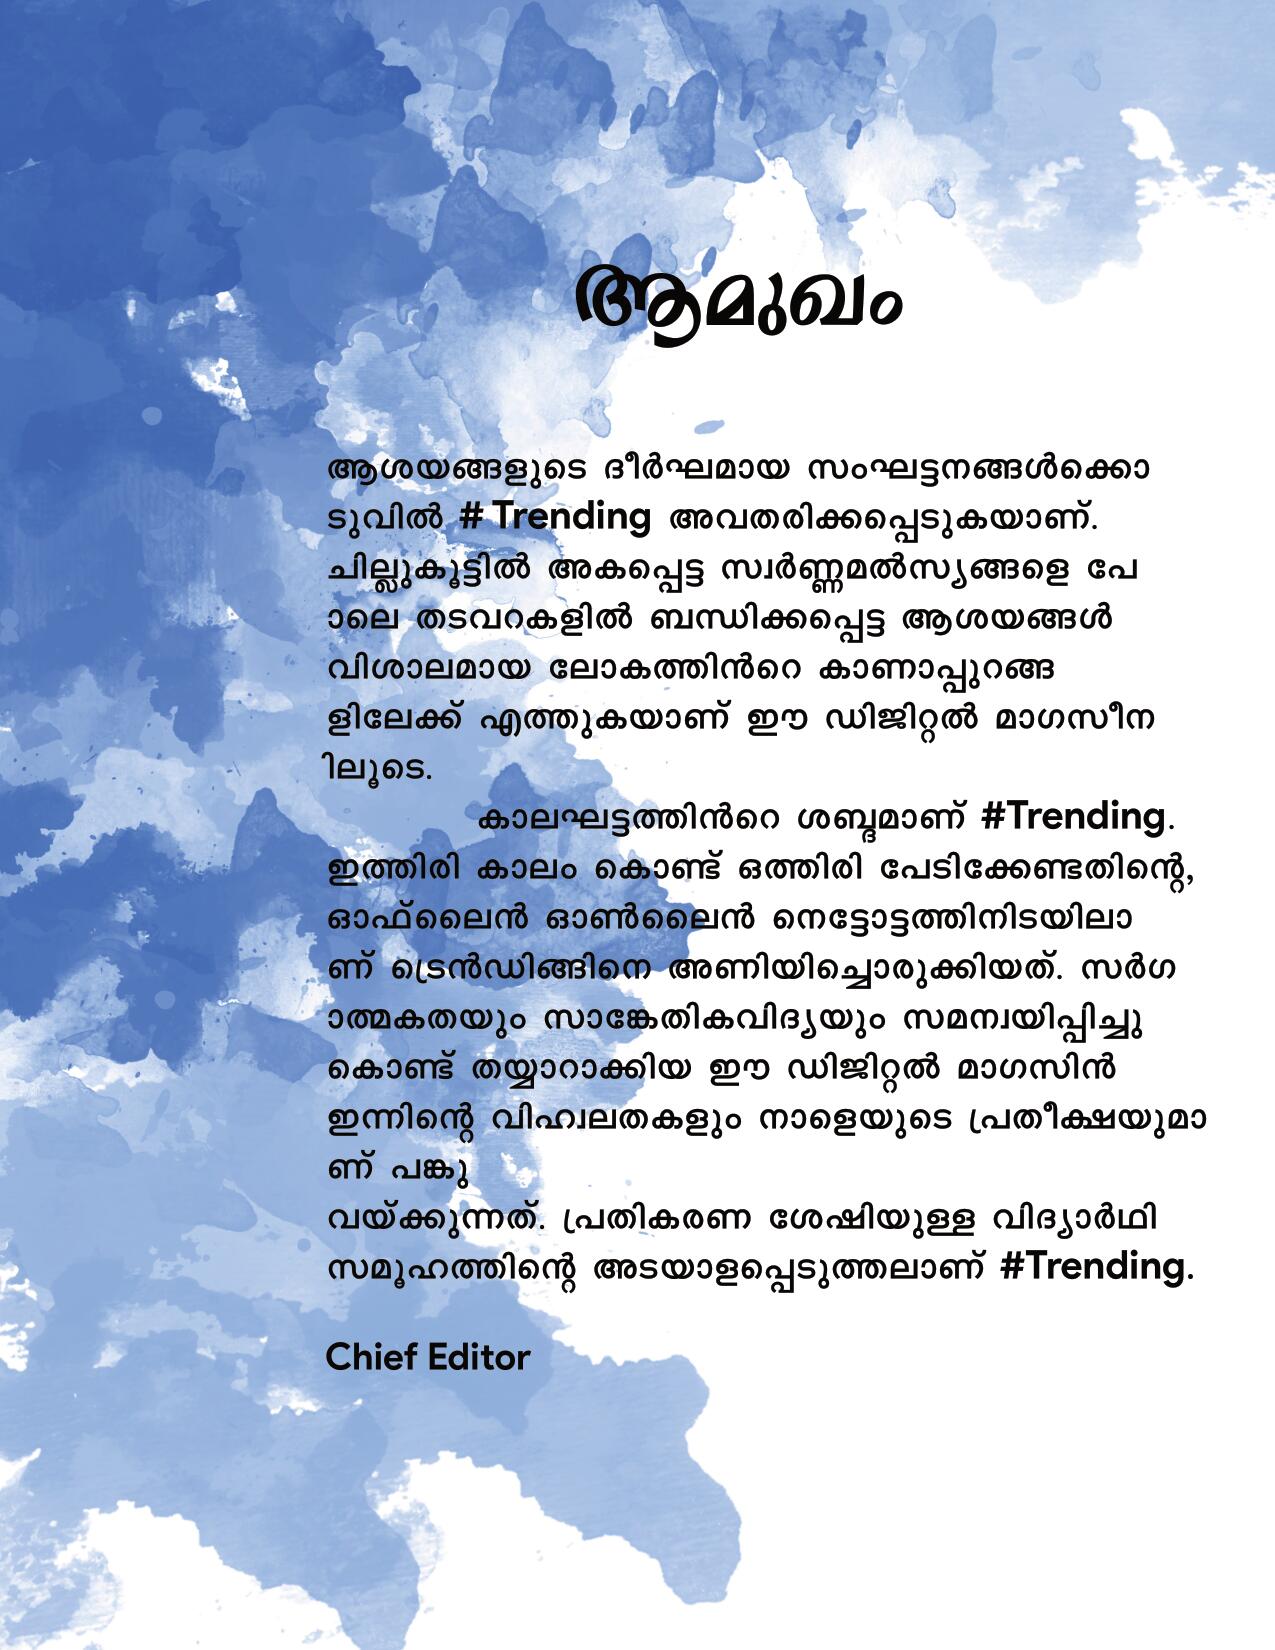 ആമുഖം
ആശയങ്ങളുടെ ദീർഘമായ സംഘട്ടനങ്ങൾക്കൊ
ടുവിൽ # Trending അവതരിക്കപ്പെടുകയാണ്.
ചില്ലുകൂട്ടിൽ അകപ്പെട്ട സ്വർണ്ണമൽസ്യങ്ങളെ പേ
ാലെ തടവറകളിൽ ബന്ധിക്കപ്പെട്ട ആശയങ്ങൾ
വിശാലമായ ലോകത്തിൻറെ കാണാപ്പുറങ്ങ
ളിലേക്ക് എത്തുകയാണ് ഈ ഡിജിറ്റൽ മാഗസീന
ിലൂടെ.
കാലഘട്ടത്തിൻറെ ശബ്ദമാണ് #Trending.
ഇത്തിരി കാലം കൊണ്ട് ഒത്തിരി പേടിക്കേണ്ടതിന്റെ,
ഓഫ്‌ലൈൻ ഓൺലൈൻ നെട്ടോട്ടത്തിനിടയിലാ
ണ് ട്രെൻഡിങ്ങിനെ അണിയിച്ചൊരുക്കിയത്. സർഗ
ാത്മകതയും സാങ്കേതികവിദ്യയും സമന്വയിപ്പിച്ചു
കൊണ്ട് തയ്യാറാക്കിയ ഈ ഡിജിറ്റൽ മാഗസിൻ
ഇന്നിന്റെ വിഹ്വലതകളും നാളെയുടെ പ്രതീക്ഷയുമാ
ണ് പങ്കു
വയ്ക്കുന്നത്. പ്രതികരണ ശേഷിയുള്ള വിദ്യാർഥി
സമൂഹത്തിന്റെ അടയാളപ്പെടുത്തലാണ് #Trending.
Chief Editor